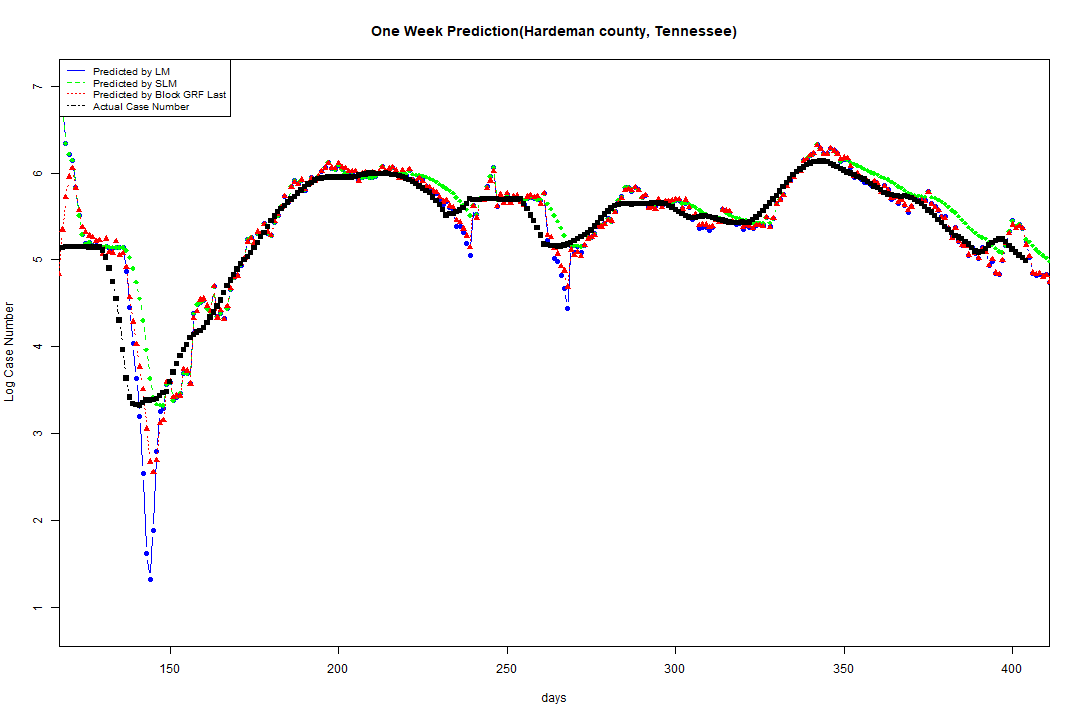 One Week Prediction(Hardeman county, Tennessee)
Predicted by LM
Predicted by SLM
Predicted by Block GRF Last
Actual Case Number
7
6
5
4
3
2
1
Log Case Number
150
200
250
300
350
400
days